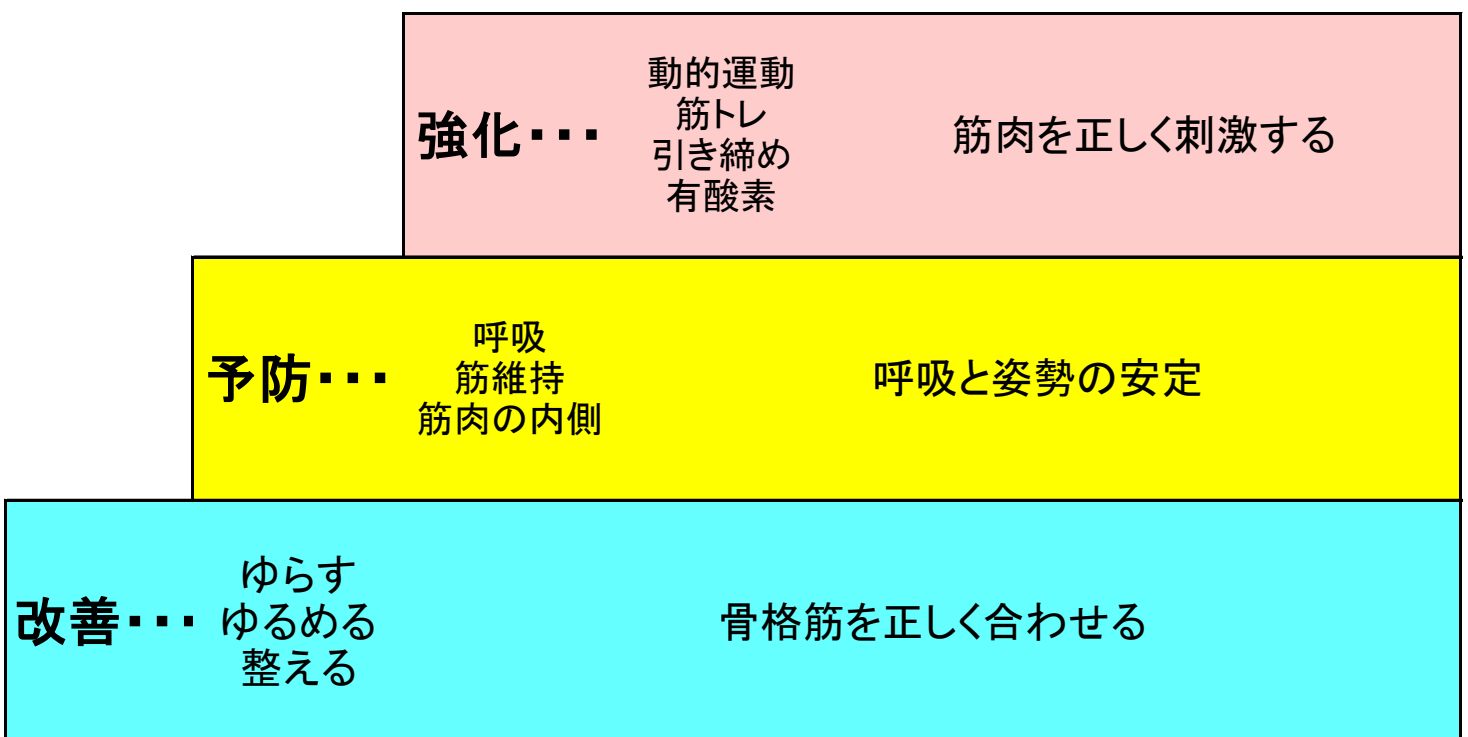 強化・・・
動的運動
筋トレ
引き締め
有酸素
筋肉を正しく刺激する
予防・・・
呼吸
筋維持
筋肉の内側
呼吸と姿勢の安定
改善・・・
ゆらす
ゆるめる
整える
骨格筋を正しく合わせる